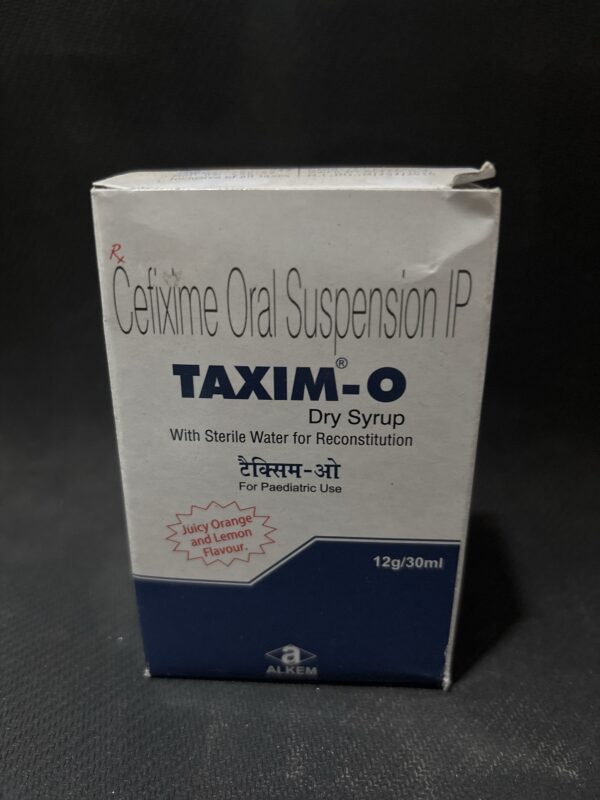 Rx
Cefixime Oral Suspension IP
TAXIM®-O
Dry Syrup
With Sterile Water for Reconstitution
टैक्सिम-ओ
For Paediatric Use
Juicy Orange
and Lemon
Flavour.
12g/30ml
a
ALKEM